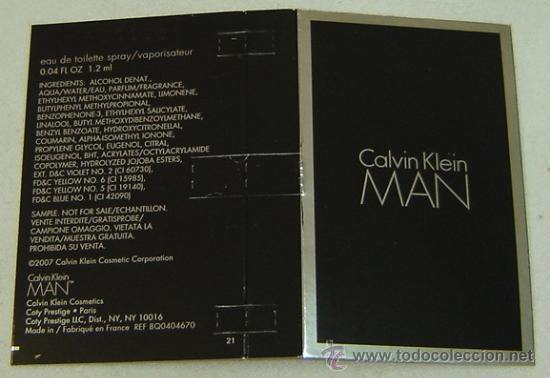 eau de toilette spray/vaporisateur
0.04 FL OZ 1.2 ml
INGREDIENTS: ALCOHOL DENAT.,
AQUA/WATER/EAU, PARFUM/FRAGRANCE,
ETHYLHEXYL METHOXYCINNAMATE, LIMONENE,
BUTYLPHENYL METHYLPROPIONAL,
BENZOPHENONE-3, ETHYLHEXYL SALICYLATE,
LINALOOL, BUTYL METHOXYDIBENZOYLMETHANE,
BENZYL BENZOATE, HYDROXYCITRONELLAL,
COUMARIN, ALPHA-ISOMETHYL IONONE,
PROPYLENE GLYCOL, EUGENOL, CITRAL,
ISOEUGENOL, BHT, ACRYLATES/OCTYLACRYLAMIDE
COPOLYMER, HYDROLYZED JOJOBA ESTERS,
EXT. D&C VIOLET NO. 2 (CI 60730),
FD&C YELLOW NO. 6 (CI 15985),
FD&C YELLOW NO. 5 (CI 19140),
FD&C BLUE NO. 1 (CI 42090)
SAMPLE. NOT FOR SALE/ECHANTILLON.
VENTE INTERDITE/GRATISPROBE/
CAMPIONE OMAGGIO. VIETATA LA
VENDITA/MUESTRA GRATUITA.
PROHIBIDA SU VENTA.
©2007 Calvin Klein Cosmetic Corporation
Calvin Klein
MAN™
Calvin Klein Cosmetics
Coty Prestige • Paris
Coty Prestige LLC, Dist., NY, NY 10016
Made in / Fabriqué en France REF BQ0404670
21
Calvin Klein
MAN
www.todocoleccion.net